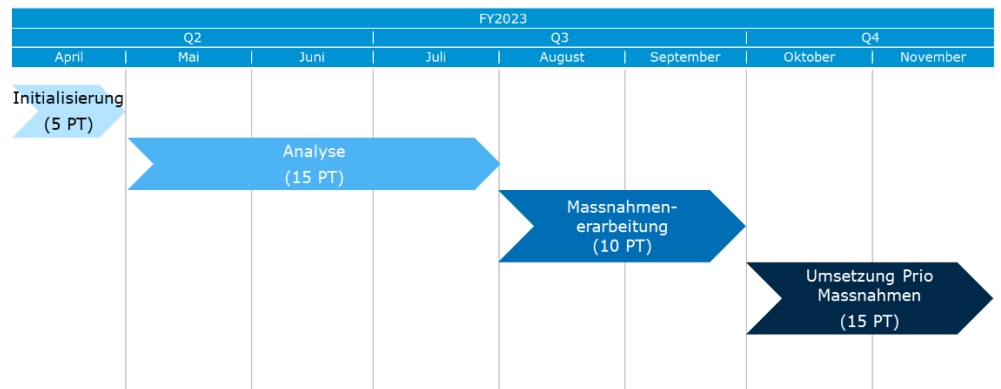 FY2023
Q2 Q3 Q4
April Mai Juni Juli August September Oktober November
Initialisierung
(5 PT)
Analyse
(15 PT)
Massnahmen-
erarbeitung
(10 PT)
Umsetzung Prio
Massnahmen
(15 PT)